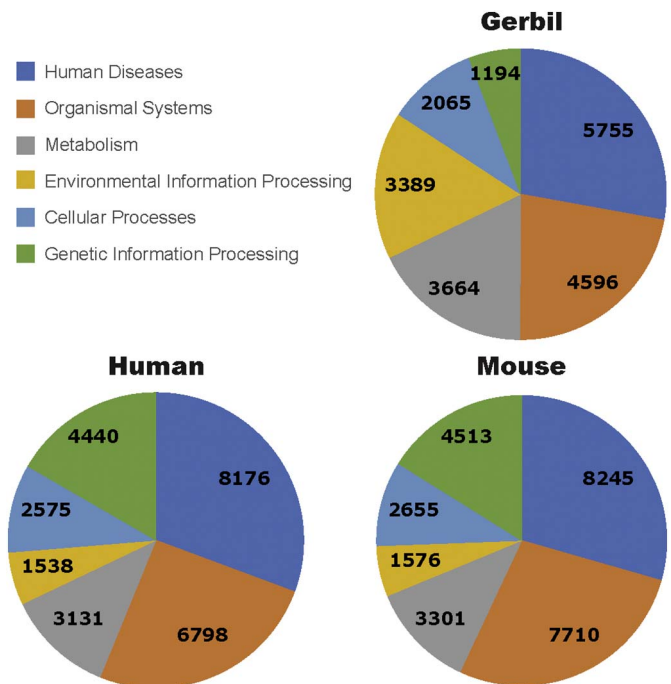 Gerbil
Human Diseases
Organismal Systems
Metabolism
Environmental Information Processing
Cellular Processes
Genetic Information Processing
1194
2065
5755
3389
3664
4596
Human
Mouse
4440
8176
2575
1538
3131
6798
4513
8245
2655
1576
3301
7710